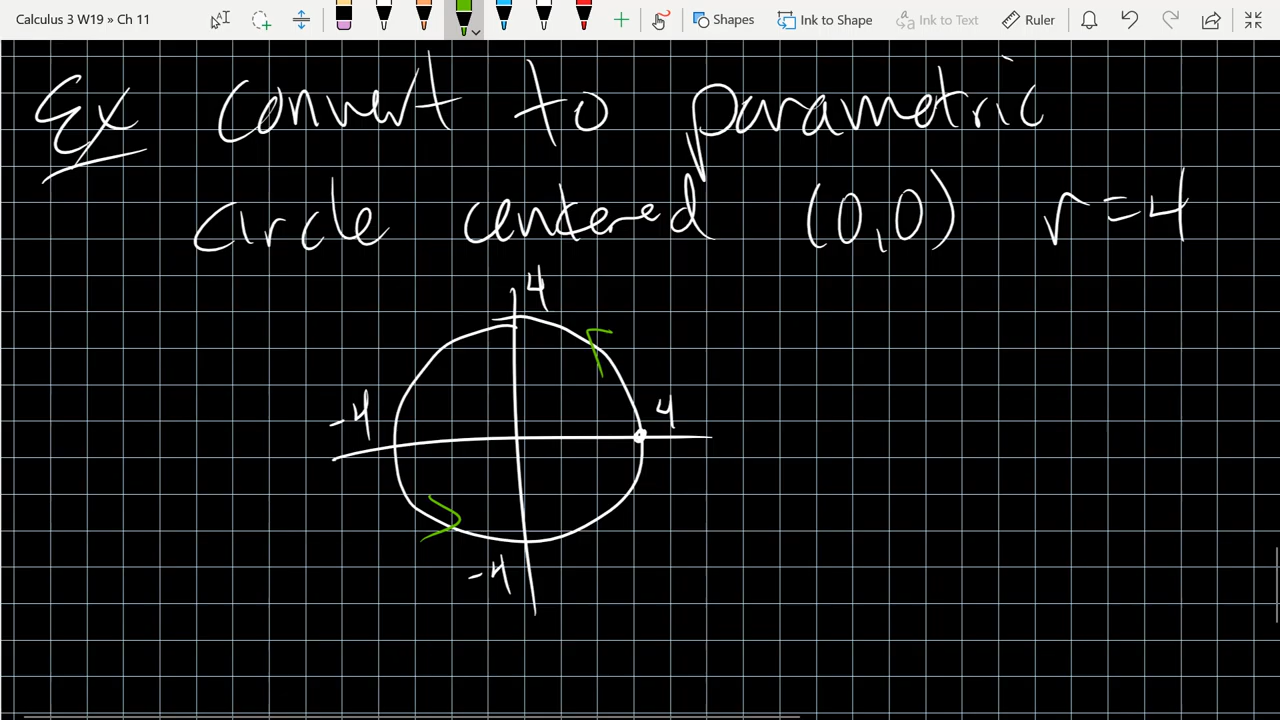 Calculus 3 W19 » Ch 11
Shapes
Ink to Shape
Ink to Text
Ruler
Ex Convert to parametric
circle centered (0,0) r=4
4
-4
4
-4